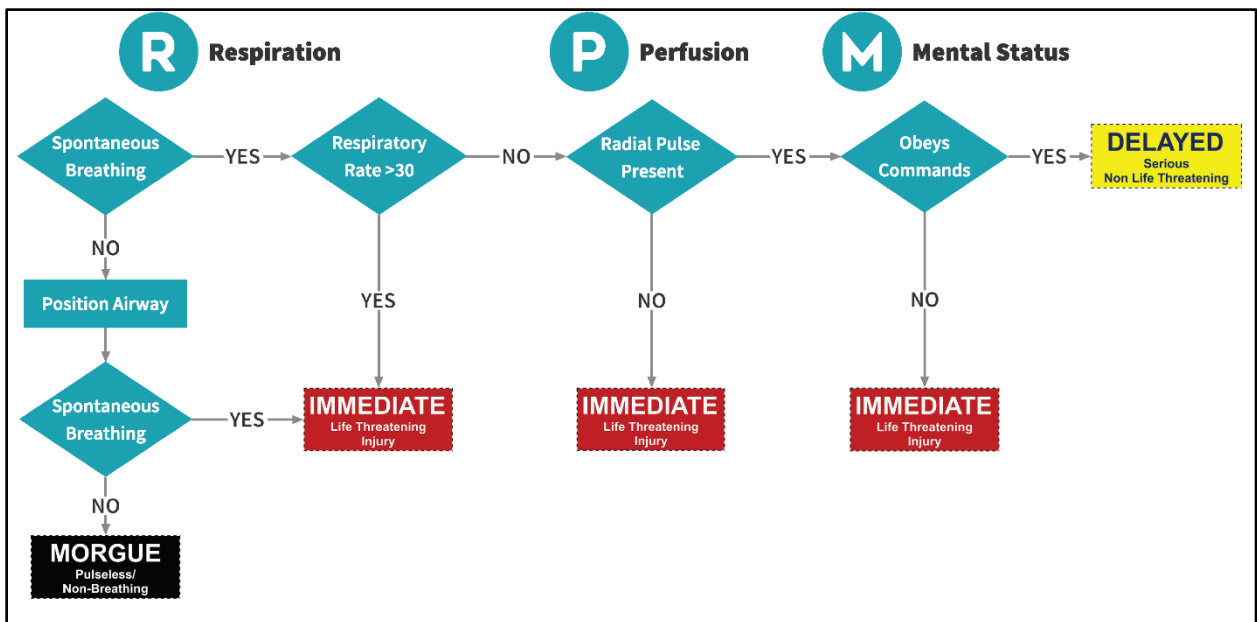 R Respiration
P Perfusion
M Mental Status
Spontaneous
Breathing
YES
Respiratory
Rate >30
NO
Radial Pulse
Present
YES
Obeys
Commands
YES
DELAYED
Serious
Non Life Threatening
NO
Position Airway
YES
NO
NO
Spontaneous
Breathing
YES
IMMEDIATE
Life Threatening
Injury
IMMEDIATE
Life Threatening
Injury
IMMEDIATE
Life Threatening
Injury
NO
MORGUE
Pulseless/
Non-Breathing